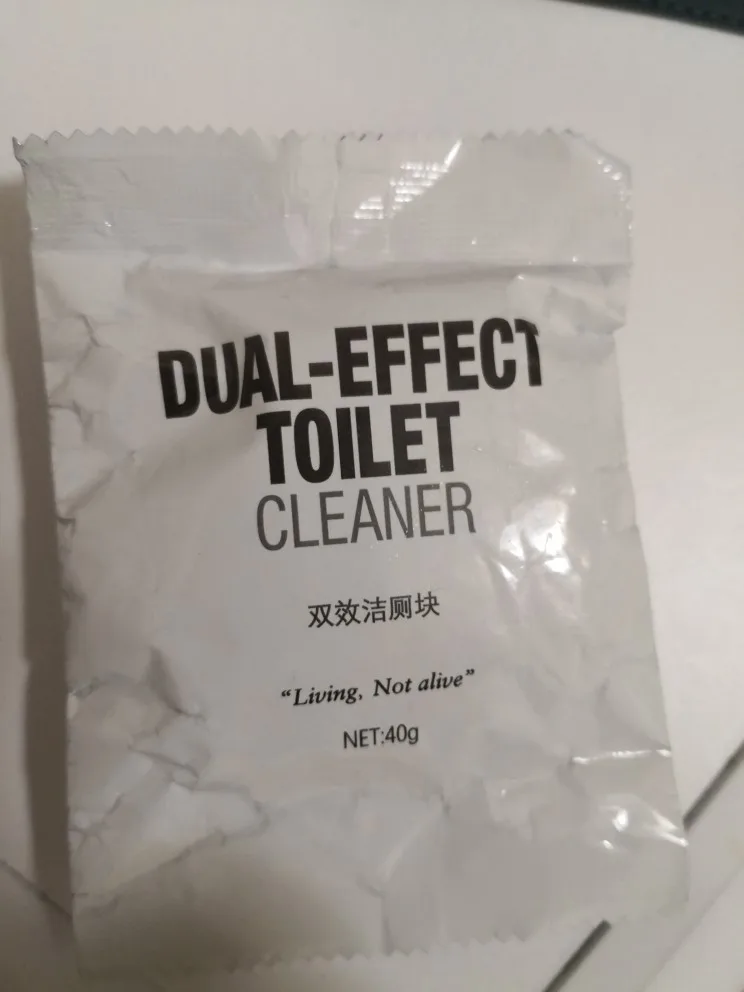 DUAL-EFFECT
TOILET
CLEANER
双效洁厕块
“Living, Not alive”
NET:40g